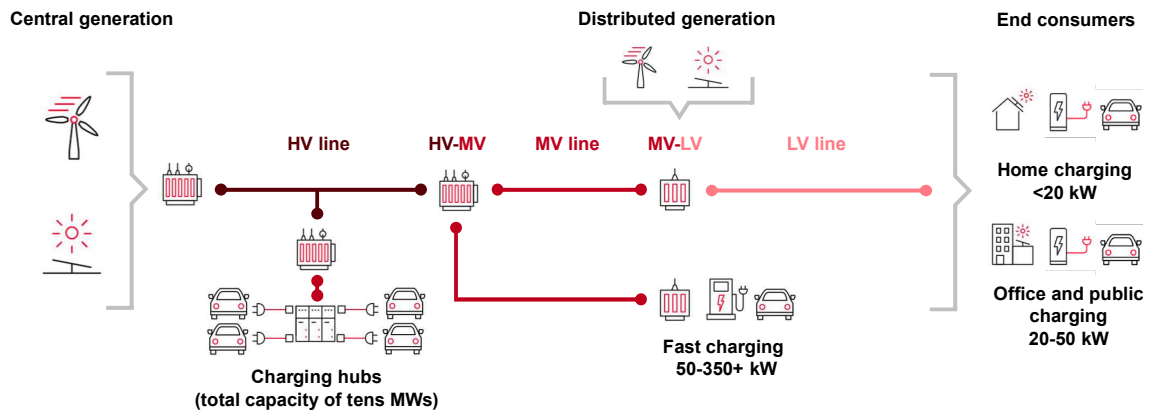 Central generation
Distributed generation
End consumers
HV line
HV-MV
MV line
MV-LV
LV line
Home charging
<20 kW
Office and public
charging
20-50 kW
Fast charging
50-350+ kW
Charging hubs
(total capacity of tens MWs)